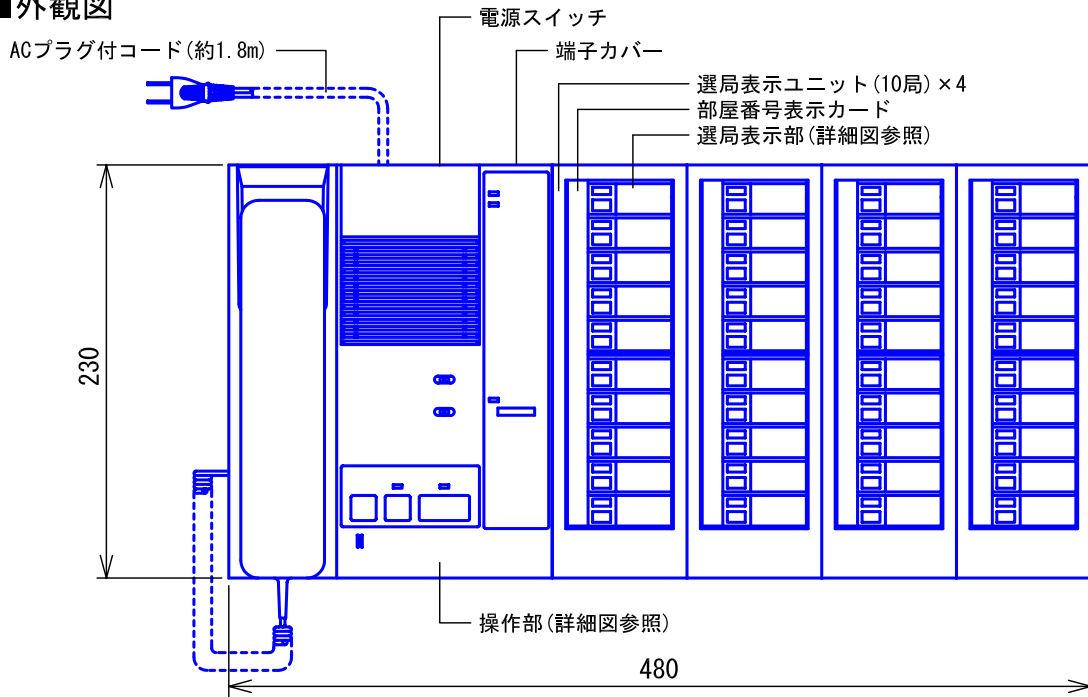 ■外観図
電源スイッチ
ACプラグ付コード(約1.8m)
端子カバー
選局表示ユニット(10局)×4
部屋番号表示カード
選局表示部(詳細図参照)
230
操作部(詳細図参照)
480